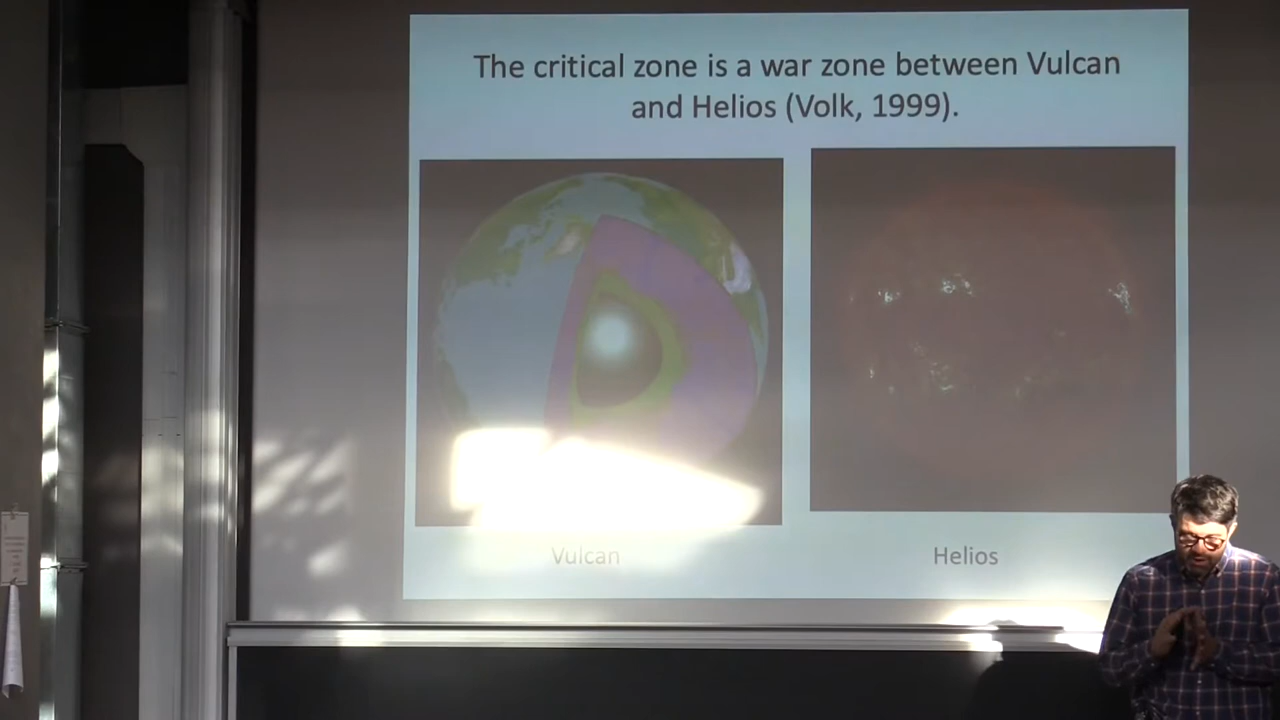 The critical zone is a war zone between Vulcan
and Helios (Volk, 1999).
Vulcan
Helios